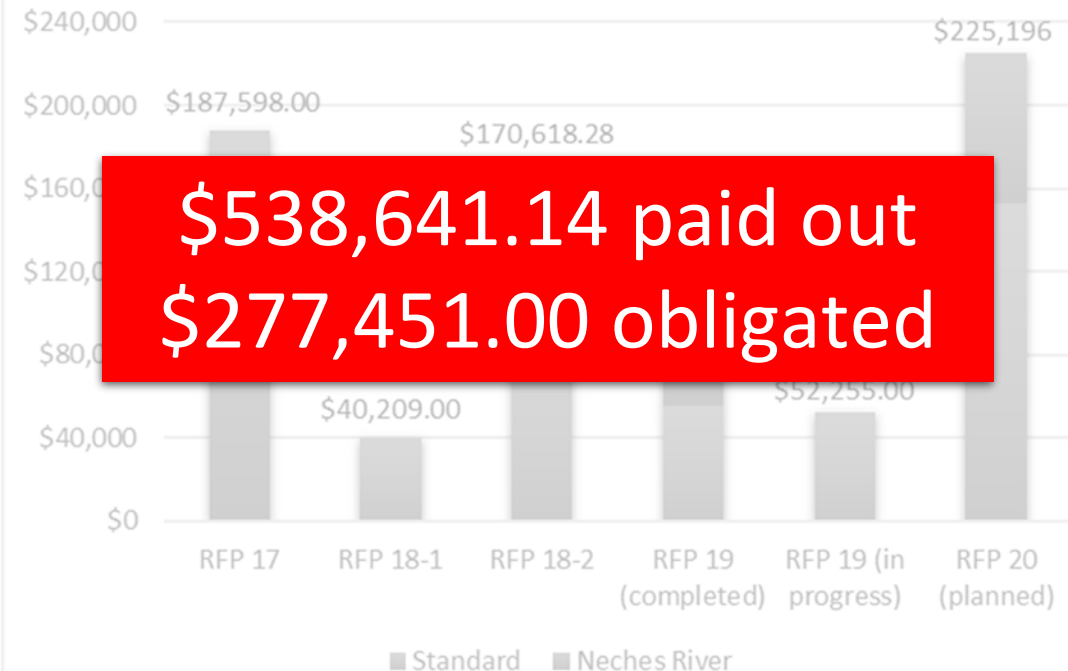 $240,000
$225,196
$200,000
$187,598.00
$170,618.28
$538,641.14 paid out
$277,451.00 obligated
$52,255.00
$40,209.00
$40,000
$0
RFP 17
RFP 18-1
RFP 18-2
RFP 19
(completed)
RFP 19 (in
progress)
RFP 20
(planned)
Standard
Neches River